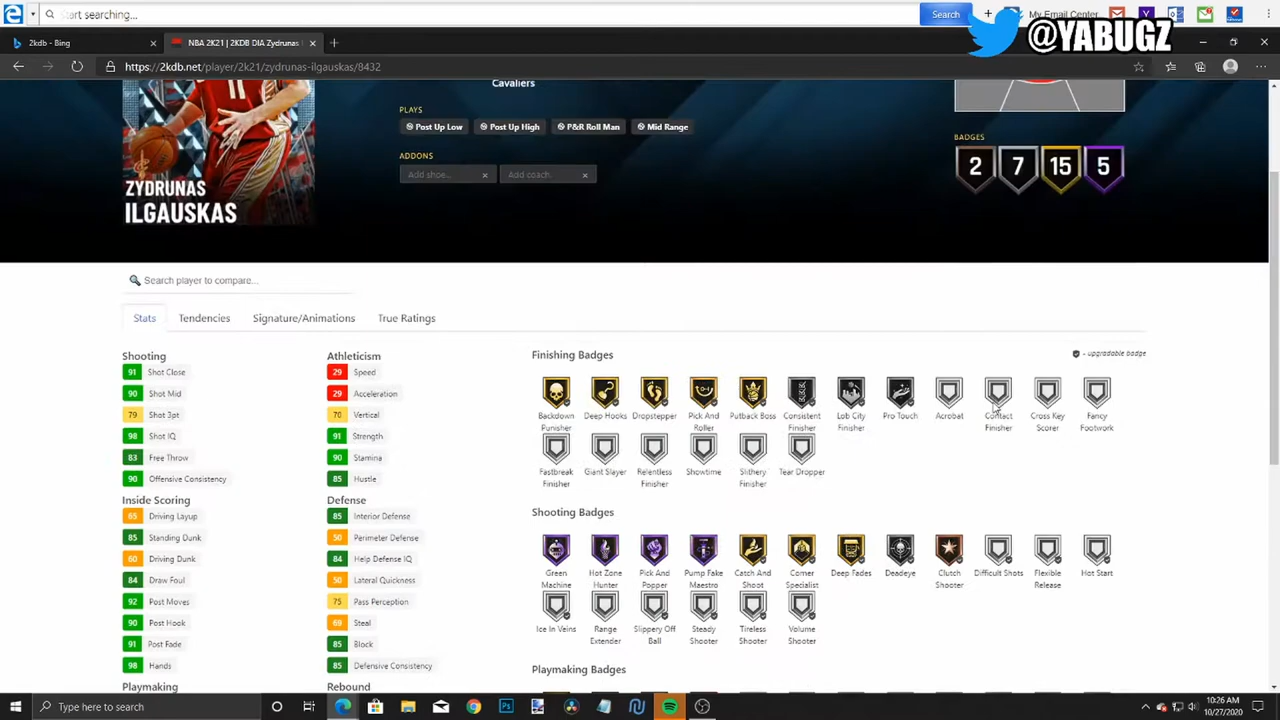 Start searching...
Search
My Email Center
@YABUGZ
2kdb - Bing
NBA 2K21 | 2KDB DIA Zydrunas
https://2kdb.net/player/2k21/zydrunas-ilgauskas/8432
11
ZYDRUNAS
ILGAUSKAS
Cavaliers
PLAYS
Post Up Low
Post Up High
P&R Roll Man
Mid Range
ADDONS
Add shoe...
Add coach.
BADGES
2 7 15 5
Search player to compare...
Stats
Tendencies
Signature/Animations
True Ratings
Shooting
91 Shot Close
90 Shot Mid
79 Shot 3pt
98 Shot IQ
83 Free Throw
90 Offensive Consistency
Inside Scoring
65 Driving Layup
85 Standing Dunk
60 Driving Dunk
84 Draw Foul
92 Post Moves
90 Post Hook
91 Post Fade
98 Hands
Playmaking
Athleticism
29 Speed
29 Acceleration
70 Vertical
91 Strength
90 Stamina
85 Hustle
Defense
85 Interior Defense
50 Perimeter Defense
84 Help Defense IQ
50 Lateral Quickness
75 Pass Perception
69 Steal
85 Block
85 Defensive Consistency
Rebound
Finishing Badges
- upgradable badge
Backdown Punisher
Deep Hooks
Dropstepper
Pick And Roller
Putback Boss
Consistent Finisher
Lob City Finisher
Pro Touch
Acrobat
Contact Finisher
Cross Key Scorer
Fancy Footwork
Fastbreak Finisher
Giant Slayer
Relentless Finisher
Showtime
Slithery Finisher
Tear Dropper
Shooting Badges
Green Machine
Hot Zone Hunter
Pick And Popper
Pump Fake Maestro
Catch And Shoot
Corner Specialist
Deep Fades
Deadeye
Clutch Shooter
Difficult Shots
Flexible Release
Hot Start
Ice In Veins
Range Extender
Slippery Off Ball
Steady Shooter
Tireless Shooter
Volume Shooter
Playmaking Badges
Type here to search
10:26 AM
10/27/2020